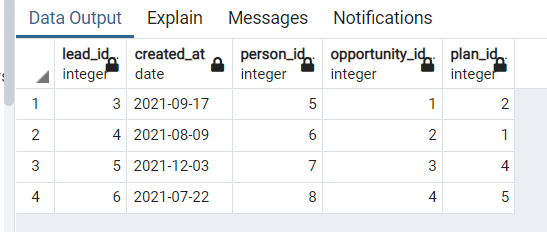 Data Output Explain Messages Notifications
lead_id created_at person_id opportunity_id plan_id
integer date integer integer integer
1 3 2021-09-17 5 1 2
2 4 2021-08-09 6 2 1
3 5 2021-12-03 7 3 4
4 6 2021-07-22 8 4 5